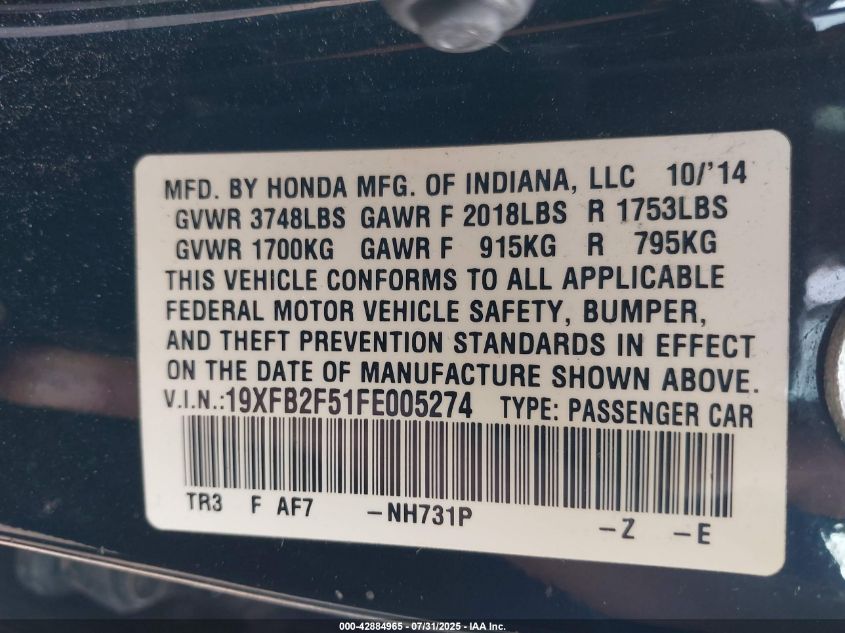 MFD. BY HONDA MFG. OF INDIANA, LLC 10/'14
GVWR 3748LBS GAWR F 2018LBS R 1753LBS
GVWR 1700KG GAWR F 915KG R 795KG
THIS VEHICLE CONFORMS TO ALL APPLICABLE
FEDERAL MOTOR VEHICLE SAFETY, BUMPER,
AND THEFT PREVENTION STANDARDS IN EFFECT
ON THE DATE OF MANUFACTURE SHOWN ABOVE.
V.I.N.:19XFB2F51FE005274 TYPE: PASSENGER CAR
TR3 F AF7 -NH731P -Z -E
000-42884965 - 07/31/2025 - IAA Inc.